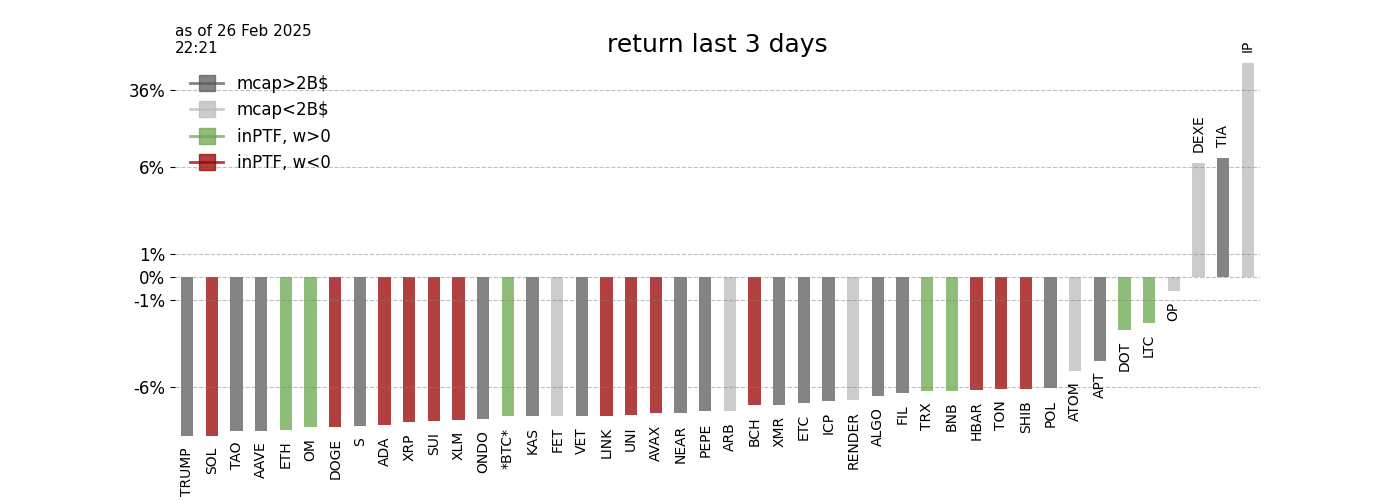 as of 26 Feb 2025
22:21
return last 3 days
mcap>2B$
mcap<2B$
inPTF, w>0
inPTF, w<0
36%
6%
1%
0%
-1%
-6%
TRUMP
SOL
TAO
AAVE
ETH
OM
DOGE
S
ADA
XRP
SUI
XLM
ONDO
*BTC*
KAS
FET
VET
LINK
UNI
AVAX
NEAR
PEPE
ARB
BCH
XMR
ETC
ICP
RENDER
ALGO
FIL
TRX
BNB
HBAR
TON
SHIB
POL
ATOM
APT
DOT
LTC
OP
DEXE
TIA
IP